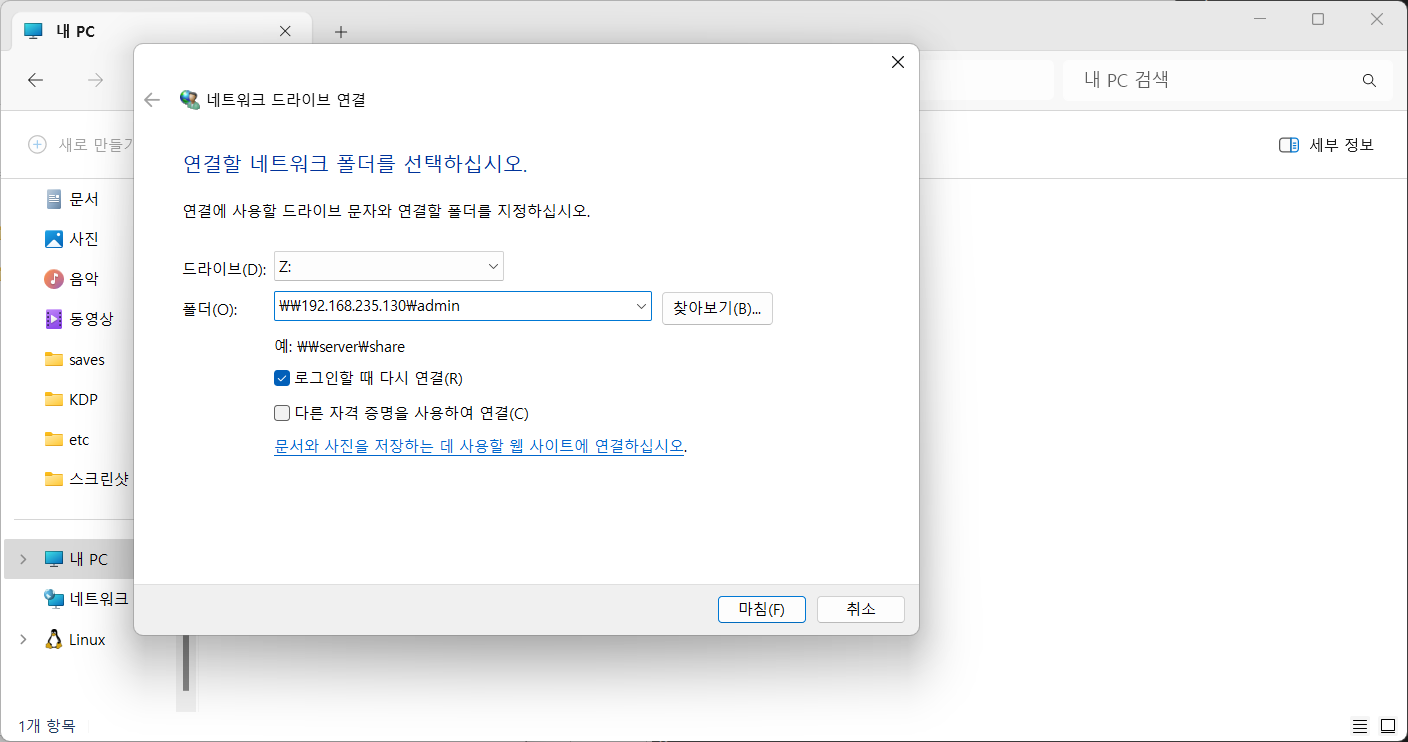 내 PC
내 PC 검색
네트워크 드라이브 연결
새로 만들기
세부 정보
연결할 네트워크 폴더를 선택하십시오.
연결에 사용할 드라이브 문자와 연결할 폴더를 지정하십시오.
드라이브(D): Z:
폴더(O): ₩₩192.168.235.130₩admin 찾아보기(B)...
예: ₩₩server₩share
로그인할 때 다시 연결(R)
다른 자격 증명을 사용하여 연결(C)
문서와 사진을 저장하는 데 사용할 웹 사이트에 연결하십시오.
마침(F) 취소
문서
사진
음악
동영상
saves
KDP
etc
스크린샷
내 PC
네트워크
Linux
1개 항목